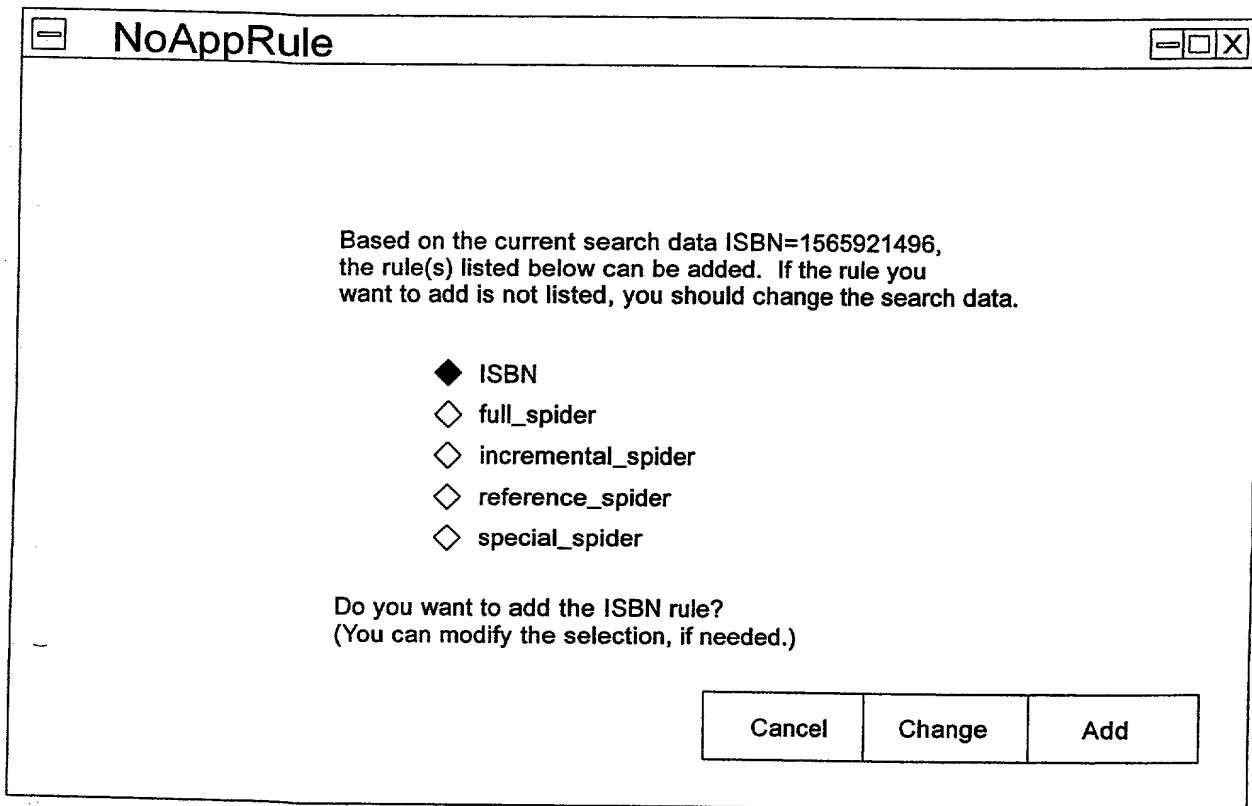 NoAppRule
Based on the current search data ISBN=1565921496,
the rule(s) listed below can be added. If the rule you
want to add is not listed, you should change the search data.
ISBN
full_spider
incremental_spider
reference_spider
special_spider
Do you want to add the ISBN rule?
(You can modify the selection, if needed.)
Cancel Change Add